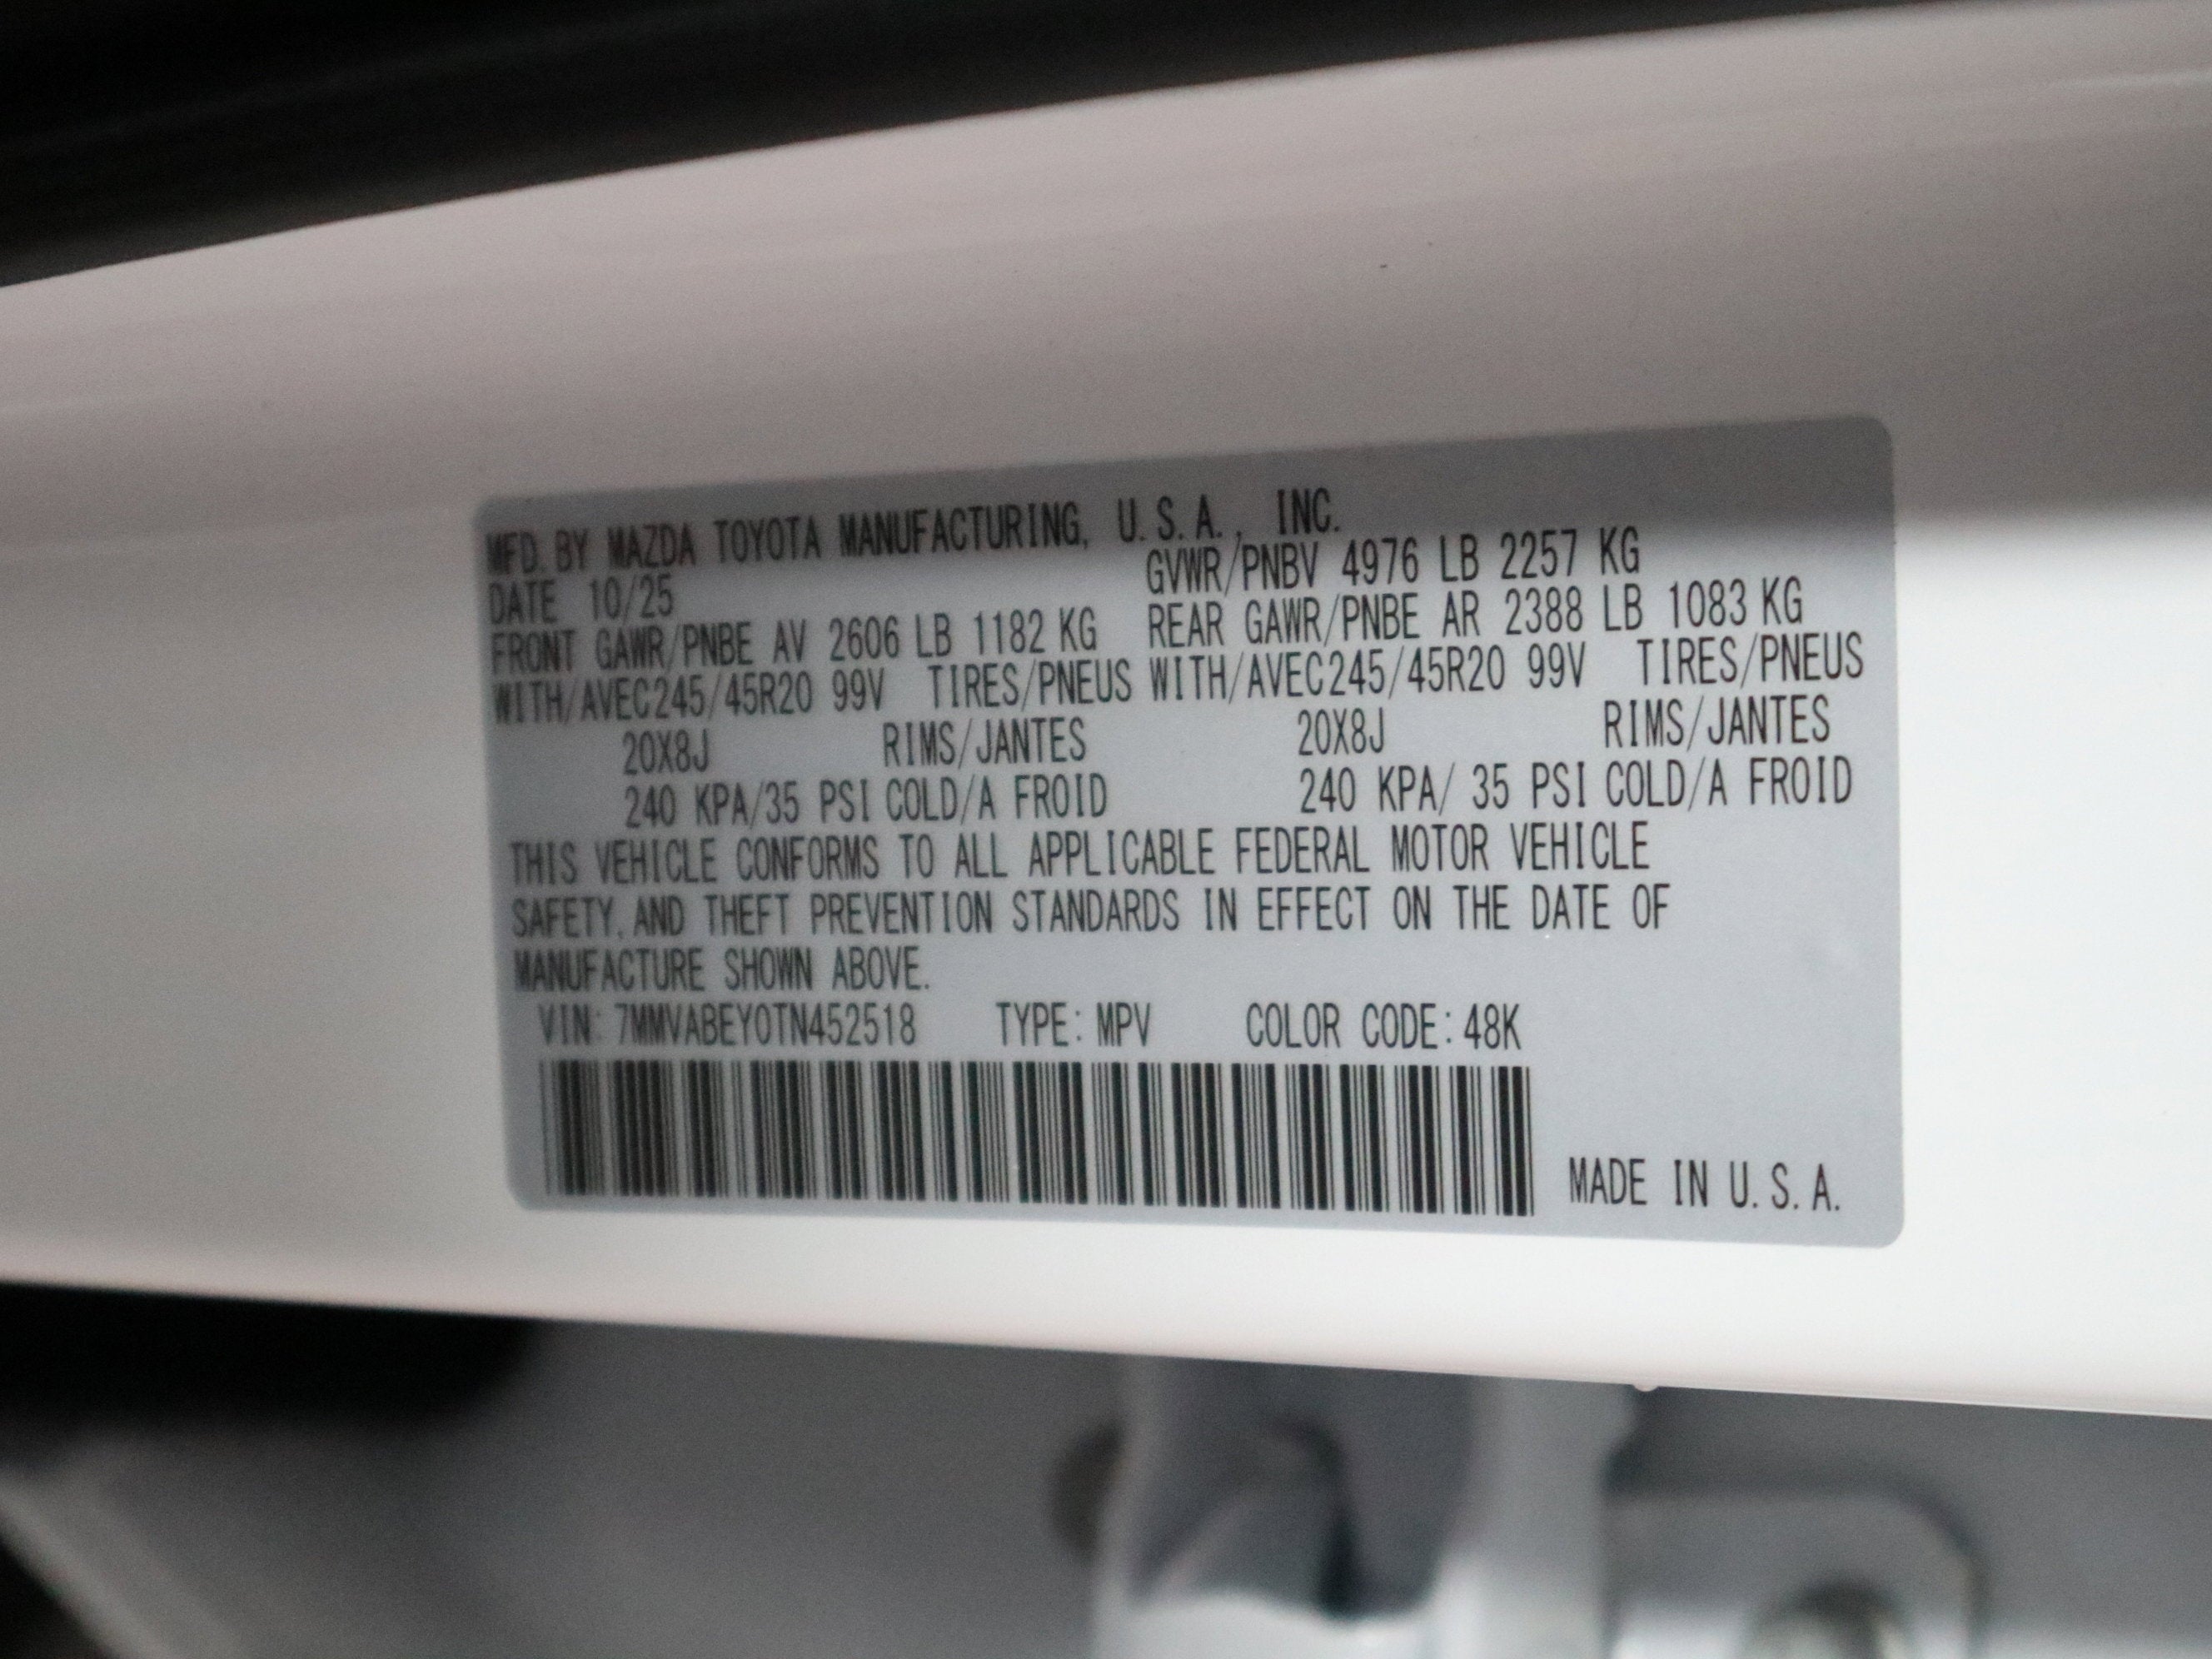 MFD. BY MAZDA TOYOTA MANUFACTURING, U.S.A., INC.
DATE 10/25 GVWR/PNBV 4976 LB 2257 KG
FRONT GAWR/PNBE AV 2606 LB 1182 KG REAR GAWR/PNBE AR 2388 LB 1083 KG
WITH/AVEC245/45R20 99V TIRES/PNEUS WITH/AVEC245/45R20 99V TIRES/PNEUS
20X8J RIMS/JANTES 20X8J RIMS/JANTES
240 KPA/35 PSI COLD/A FROID 240 KPA/ 35 PSI COLD/A FROID
THIS VEHICLE CONFORMS TO ALL APPLICABLE FEDERAL MOTOR VEHICLE
SAFETY, AND THEFT PREVENTION STANDARDS IN EFFECT ON THE DATE OF
MANUFACTURE SHOWN ABOVE.
VIN: 7MMVABEY0TN452518 TYPE: MPV COLOR CODE: 48K
MADE IN U.S.A.